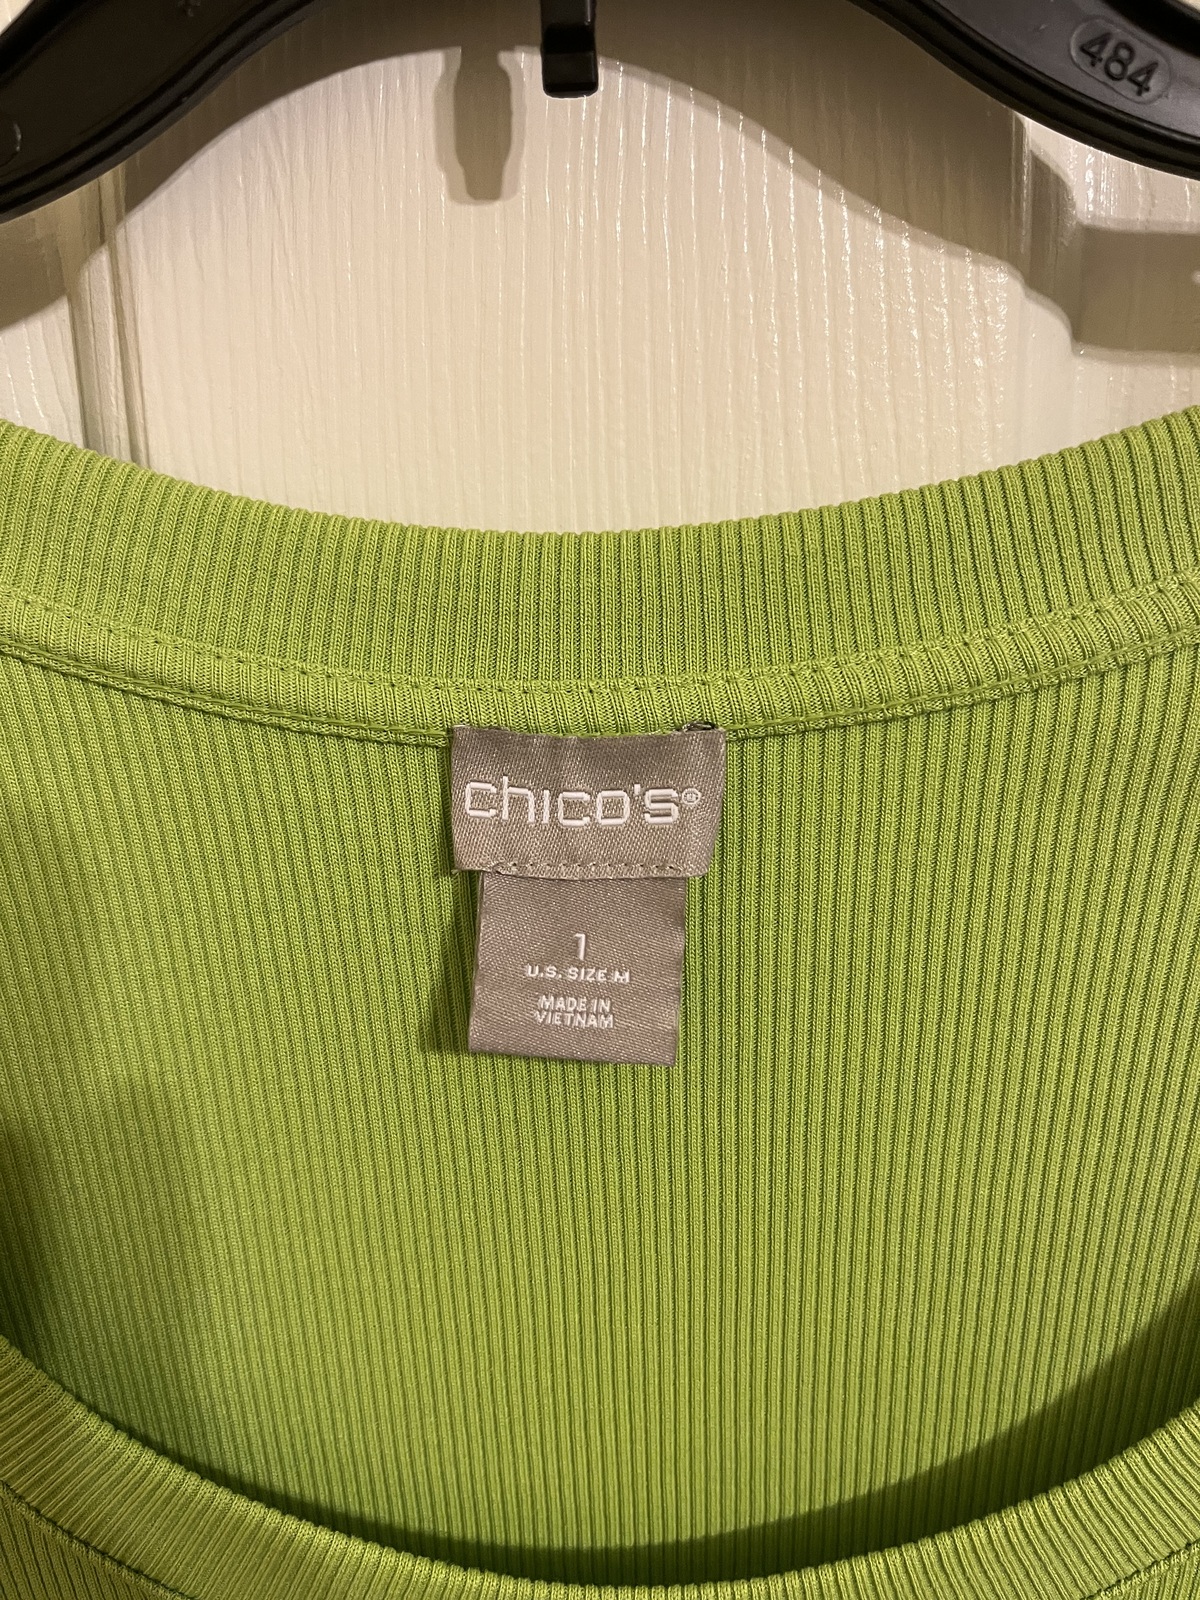 484
chico's®
1
U.S. SIZE M
MADE IN
VIETNAM